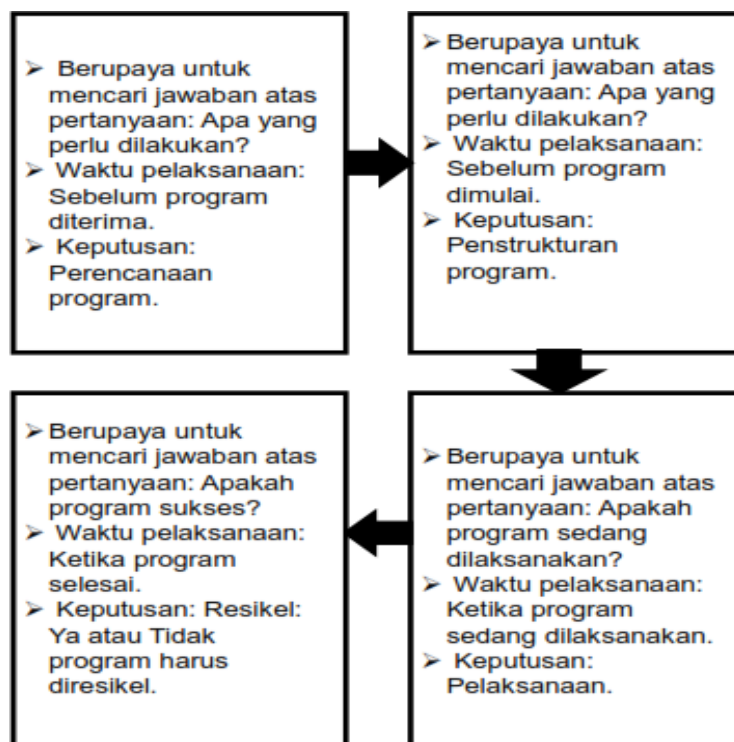 ➢ Berupaya untuk
mencari jawaban atas
pertanyaan: Apa yang
perlu dilakukan?
➢ Waktu pelaksanaan:
Sebelum program
diterima.
➢ Keputusan:
Perencanaan
program.
➢ Berupaya untuk
mencari jawaban atas
pertanyaan: Apa yang
perlu dilakukan?
➢ Waktu pelaksanaan:
Sebelum program
dimulai.
➢ Keputusan:
Penstrukturan
program.
➢ Berupaya untuk
mencari jawaban atas
pertanyaan: Apakah
program sukses?
➢ Waktu pelaksanaan:
Ketika program
selesai.
➢ Keputusan: Resikel:
Ya atau Tidak
program harus
diresikel.
➢ Berupaya untuk
mencari jawaban atas
pertanyaan: Apakah
program sedang
dilaksanakan?
➢ Waktu pelaksanaan:
Ketika program
sedang dilaksanakan.
➢ Keputusan:
Pelaksanaan.